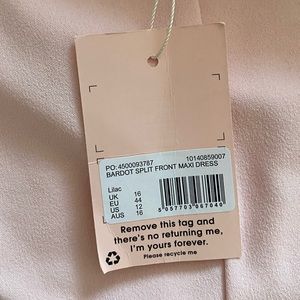 PO:4500093787 10140859007
BARDOT SPLIT FRONT MAXI DRESS
Lilac
UK 16
EU 44
US 12
AUS 16
5 057703 067040
Remove this tag and
there's no returning me,
I'm yours forever.
Please recycle me